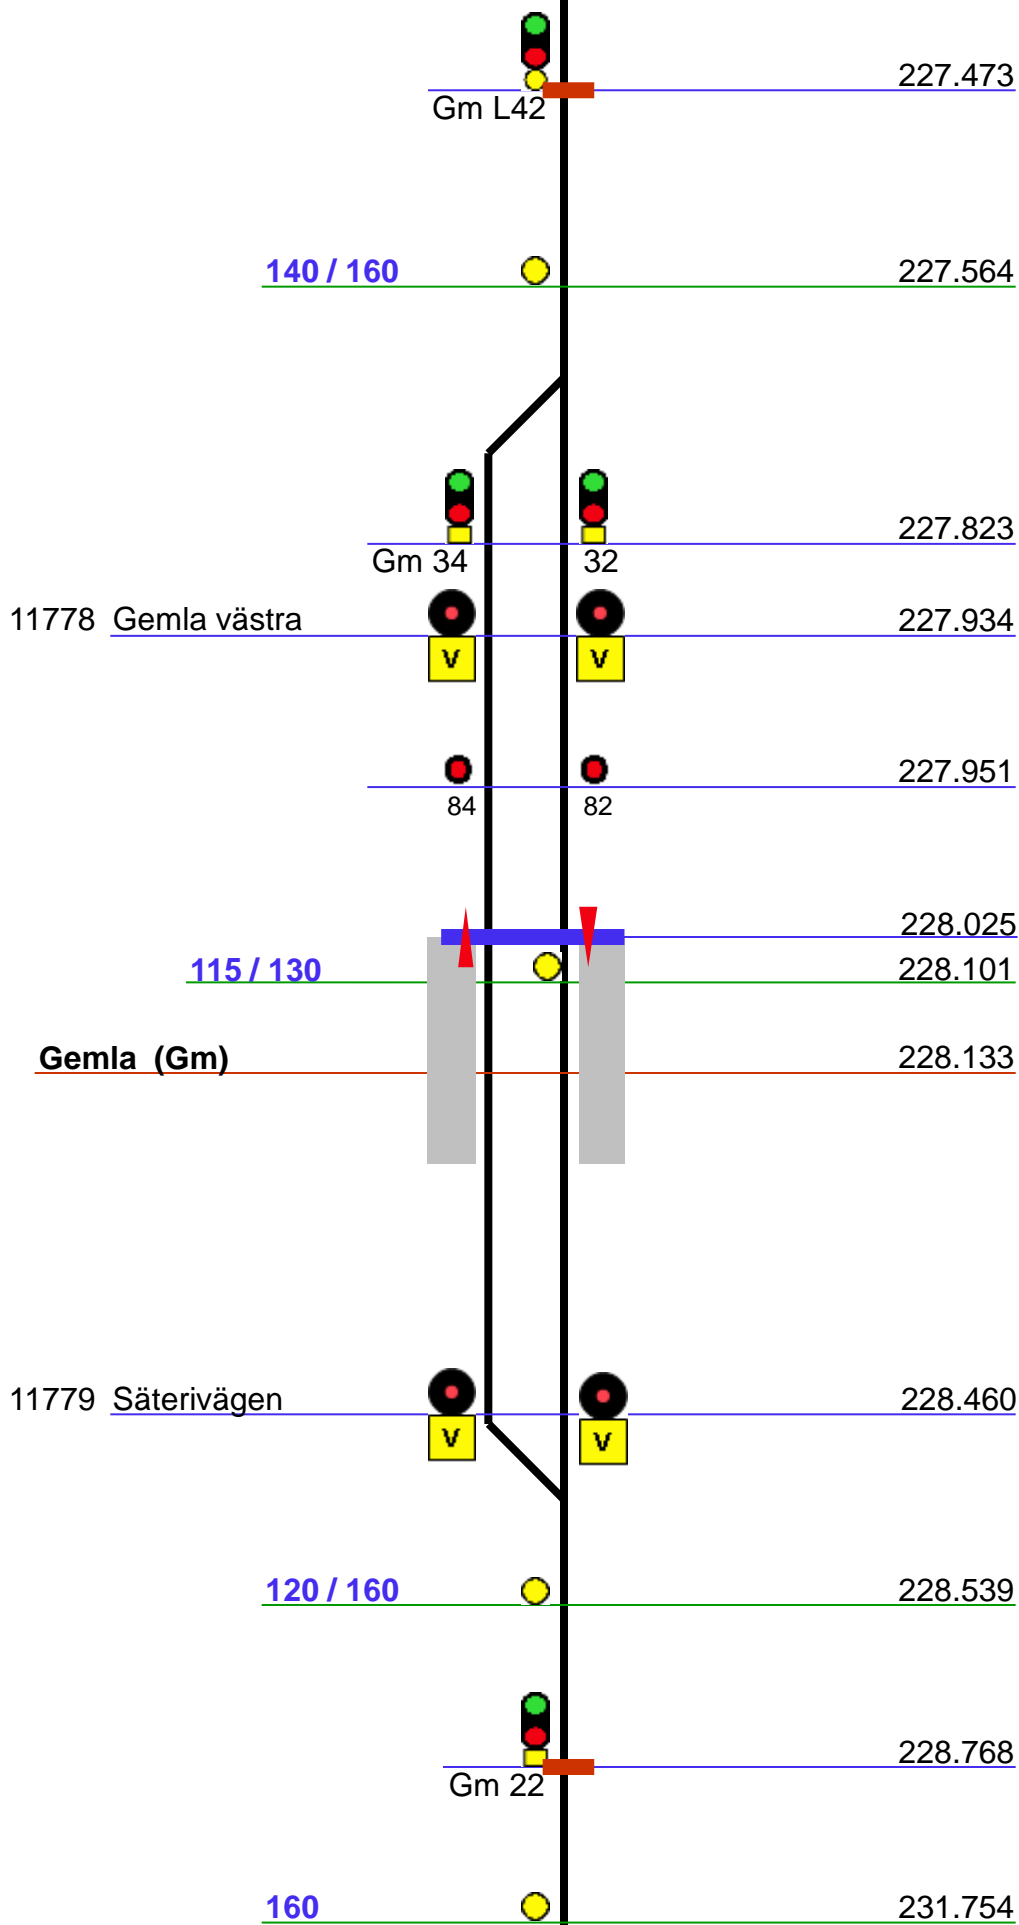 227.473
Gm L42
140 / 160 227.564
227.823
Gm 34 32
11778 Gemla västra 227.934
V V
227.951
84 82
228.025
115 / 130 228.101
Gemla (Gm) 228.133
11779 Säterivägen 228.460
V V
120 / 160 228.539
228.768
Gm 22
160 231.754